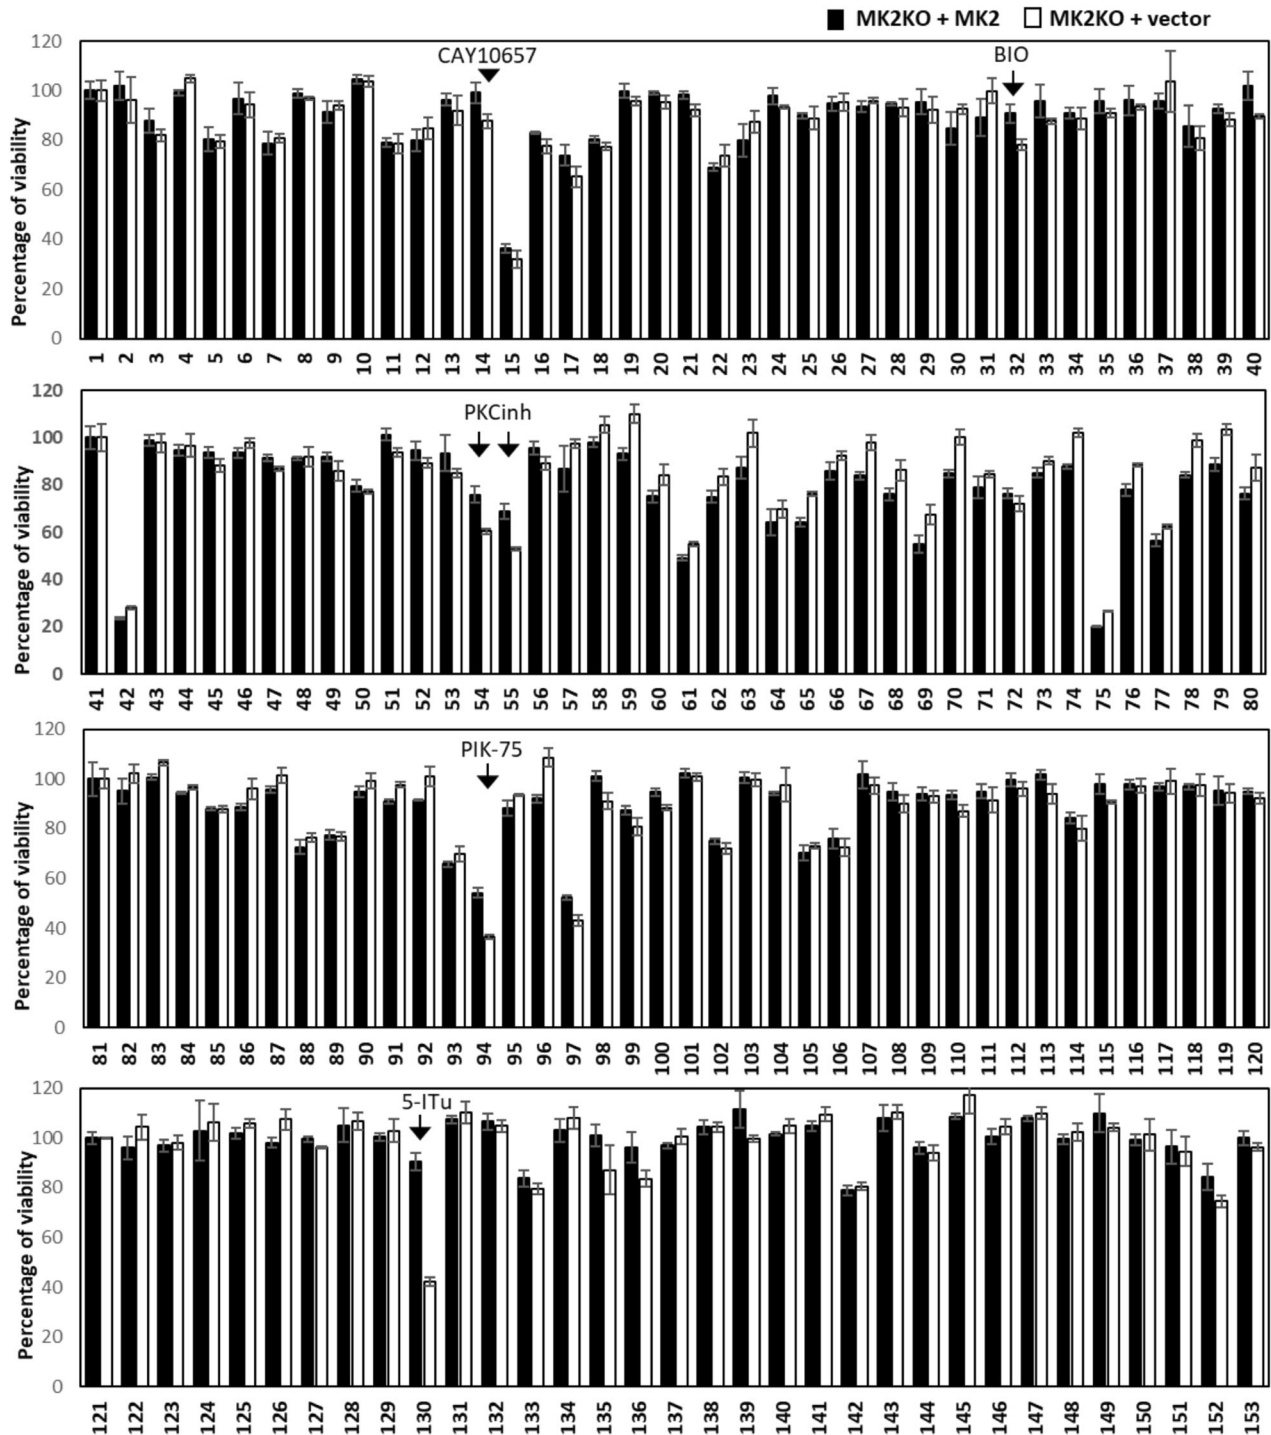 MK2KO + MK2 MK2KO + vector
CAY10657 BIO
Percentage of viability
120
100
80
60
40
20
0
1 2 3 4 5 6 7 8 9 10 11 12 13 14 15 16 17 18 19 20 21 22 23 24 25 26 27 28 29 30 31 32 33 34 35 36 37 38 39 40
PKCinh
Percentage of viability
120
100
80
60
40
20
0
41 42 43 44 45 46 47 48 49 50 51 52 53 54 55 56 57 58 59 60 61 62 63 64 65 66 67 68 69 70 71 72 73 74 75 76 77 78 79 80
PIK-75
Percentage of viability
120
100
80
60
40
20
0
81 82 83 84 85 86 87 88 89 90 91 92 93 94 95 96 97 98 99 100 101 102 103 104 105 106 107 108 109 110 111 112 113 114 115 116 117 118 119 120
5-ITu
Percentage of viability
120
100
80
60
40
20
0
121 122 123 124 125 126 127 128 129 130 131 132 133 134 135 136 137 138 139 140 141 142 143 144 145 146 147 148 149 150 151 152 153